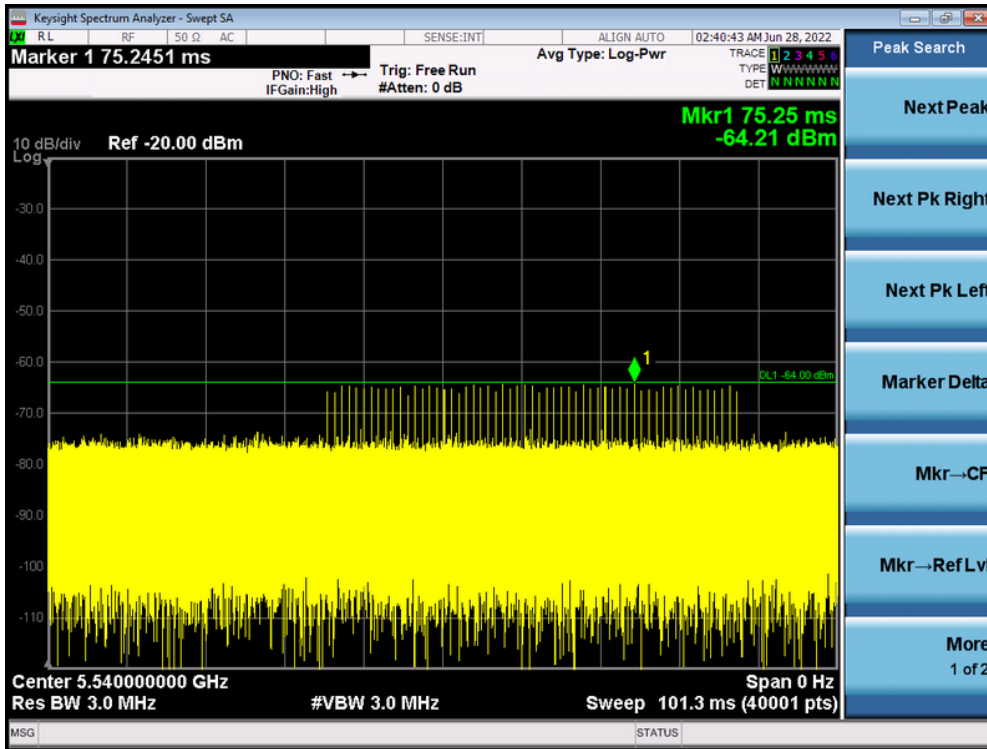 Keysight Spectrum Analyzer - Swept SA
LXI RL RF 50 Ω AC SENSE:INT ALIGN AUTO 02:40:43 AM Jun 28, 2022
Marker 1 75.2451 ms
PNO: Fast
IFGain:High
Trig: Free Run
#Atten: 0 dB
Avg Type: Log-Pwr
TRACE 1 2 3 4 5 6
TYPE WWWWWW
DET N N N N N N
Peak Search
Mkr1 75.25 ms
-64.21 dBm
10 dB/div Ref -20.00 dBm
Log
-30.0
-40.0
-50.0
-60.0
1
DL1 -64.00 dBm
-70.0
-80.0
-90.0
-100
-110
Center 5.540000000 GHz Span 0 Hz
Res BW 3.0 MHz #VBW 3.0 MHz Sweep 101.3 ms (40001 pts)
MSG STATUS
Next Peak
Next Pk Right
Next Pk Left
Marker Delta
Mkr→CF
Mkr→Ref Lvl
More
1 of 2